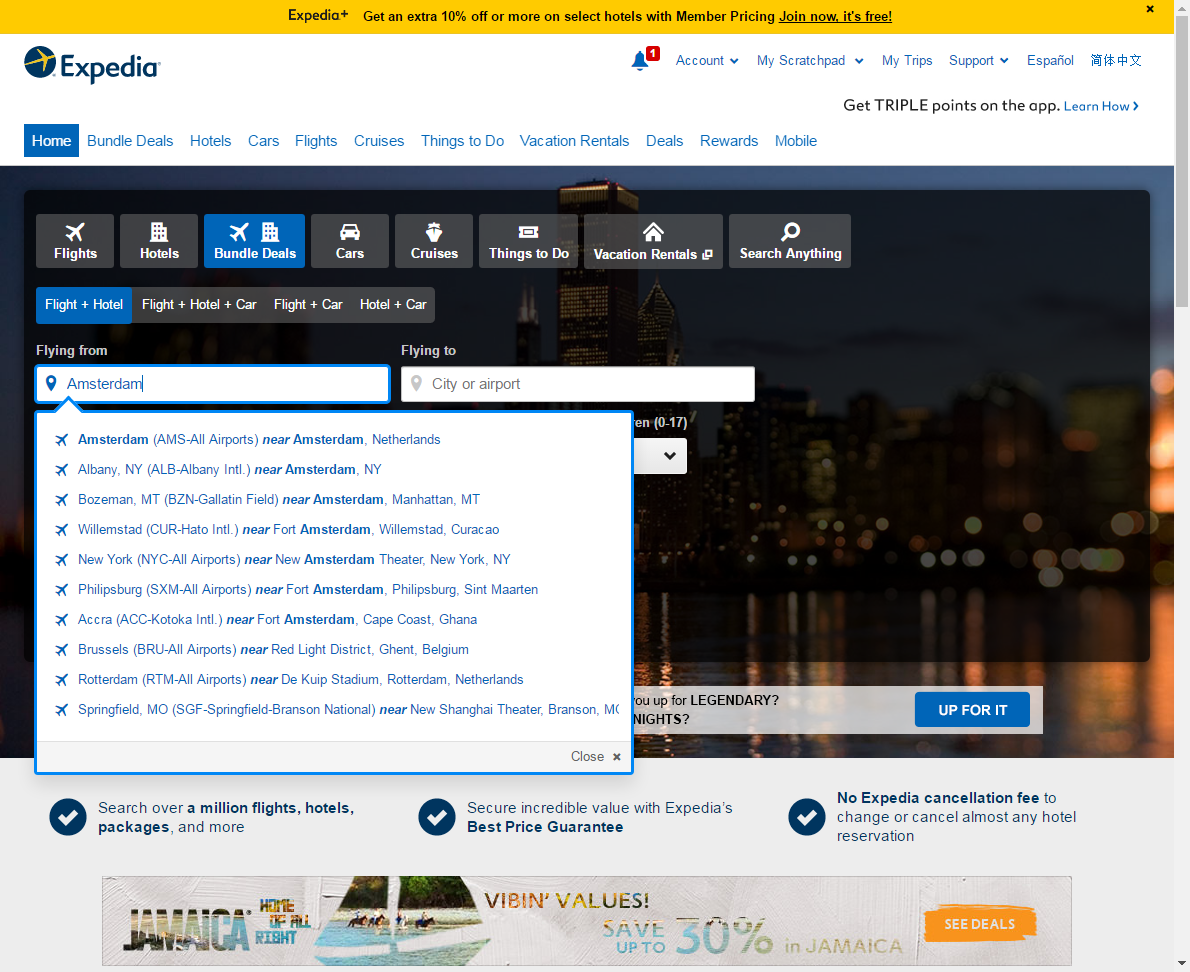 Expedia+ Get an extra 10% off or more on select hotels with Member Pricing Join now, it's free!
Expedia
1 Account My Scratchpad My Trips Support Español 简体中文
Get TRIPLE points on the app. Learn How
Home Bundle Deals Hotels Cars Flights Cruises Things to Do Vacation Rentals Deals Rewards Mobile
Flights Hotels Bundle Deals Cars Cruises Things to Do Vacation Rentals Search Anything
Flight + Hotel Flight + Hotel + Car Flight + Car Hotel + Car
Flying from Flying to
Amsterdam City or airport
(0-17)
Amsterdam (AMS-All Airports) near Amsterdam, Netherlands
Albany, NY (ALB-Albany Intl.) near Amsterdam, NY
Bozeman, MT (BZN-Gallatin Field) near Amsterdam, Manhattan, MT
Willemstad (CUR-Hato Intl.) near Fort Amsterdam, Willemstad, Curacao
New York (NYC-All Airports) near New Amsterdam Theater, New York, NY
Philipsburg (SXM-All Airports) near Fort Amsterdam, Philipsburg, Sint Maarten
Accra (ACC-Kotoka Intl.) near Fort Amsterdam, Cape Coast, Ghana
Brussels (BRU-All Airports) near Red Light District, Ghent, Belgium
Rotterdam (RTM-All Airports) near De Kuip Stadium, Rotterdam, Netherlands
Springfield, MO (SGF-Springfield-Branson National) near New Shanghai Theater, Branson, MO
Close
you up for LEGENDARY?
NIGHTS?
UP FOR IT
Search over a million flights, hotels,
packages, and more
Secure incredible value with Expedia's
Best Price Guarantee
No Expedia cancellation fee to
change or cancel almost any hotel
reservation
JAMAICA HOME OF ALL RIGHT
VIBIN' VALUES!
SAVE UP TO 30% in JAMAICA
SEE DEALS